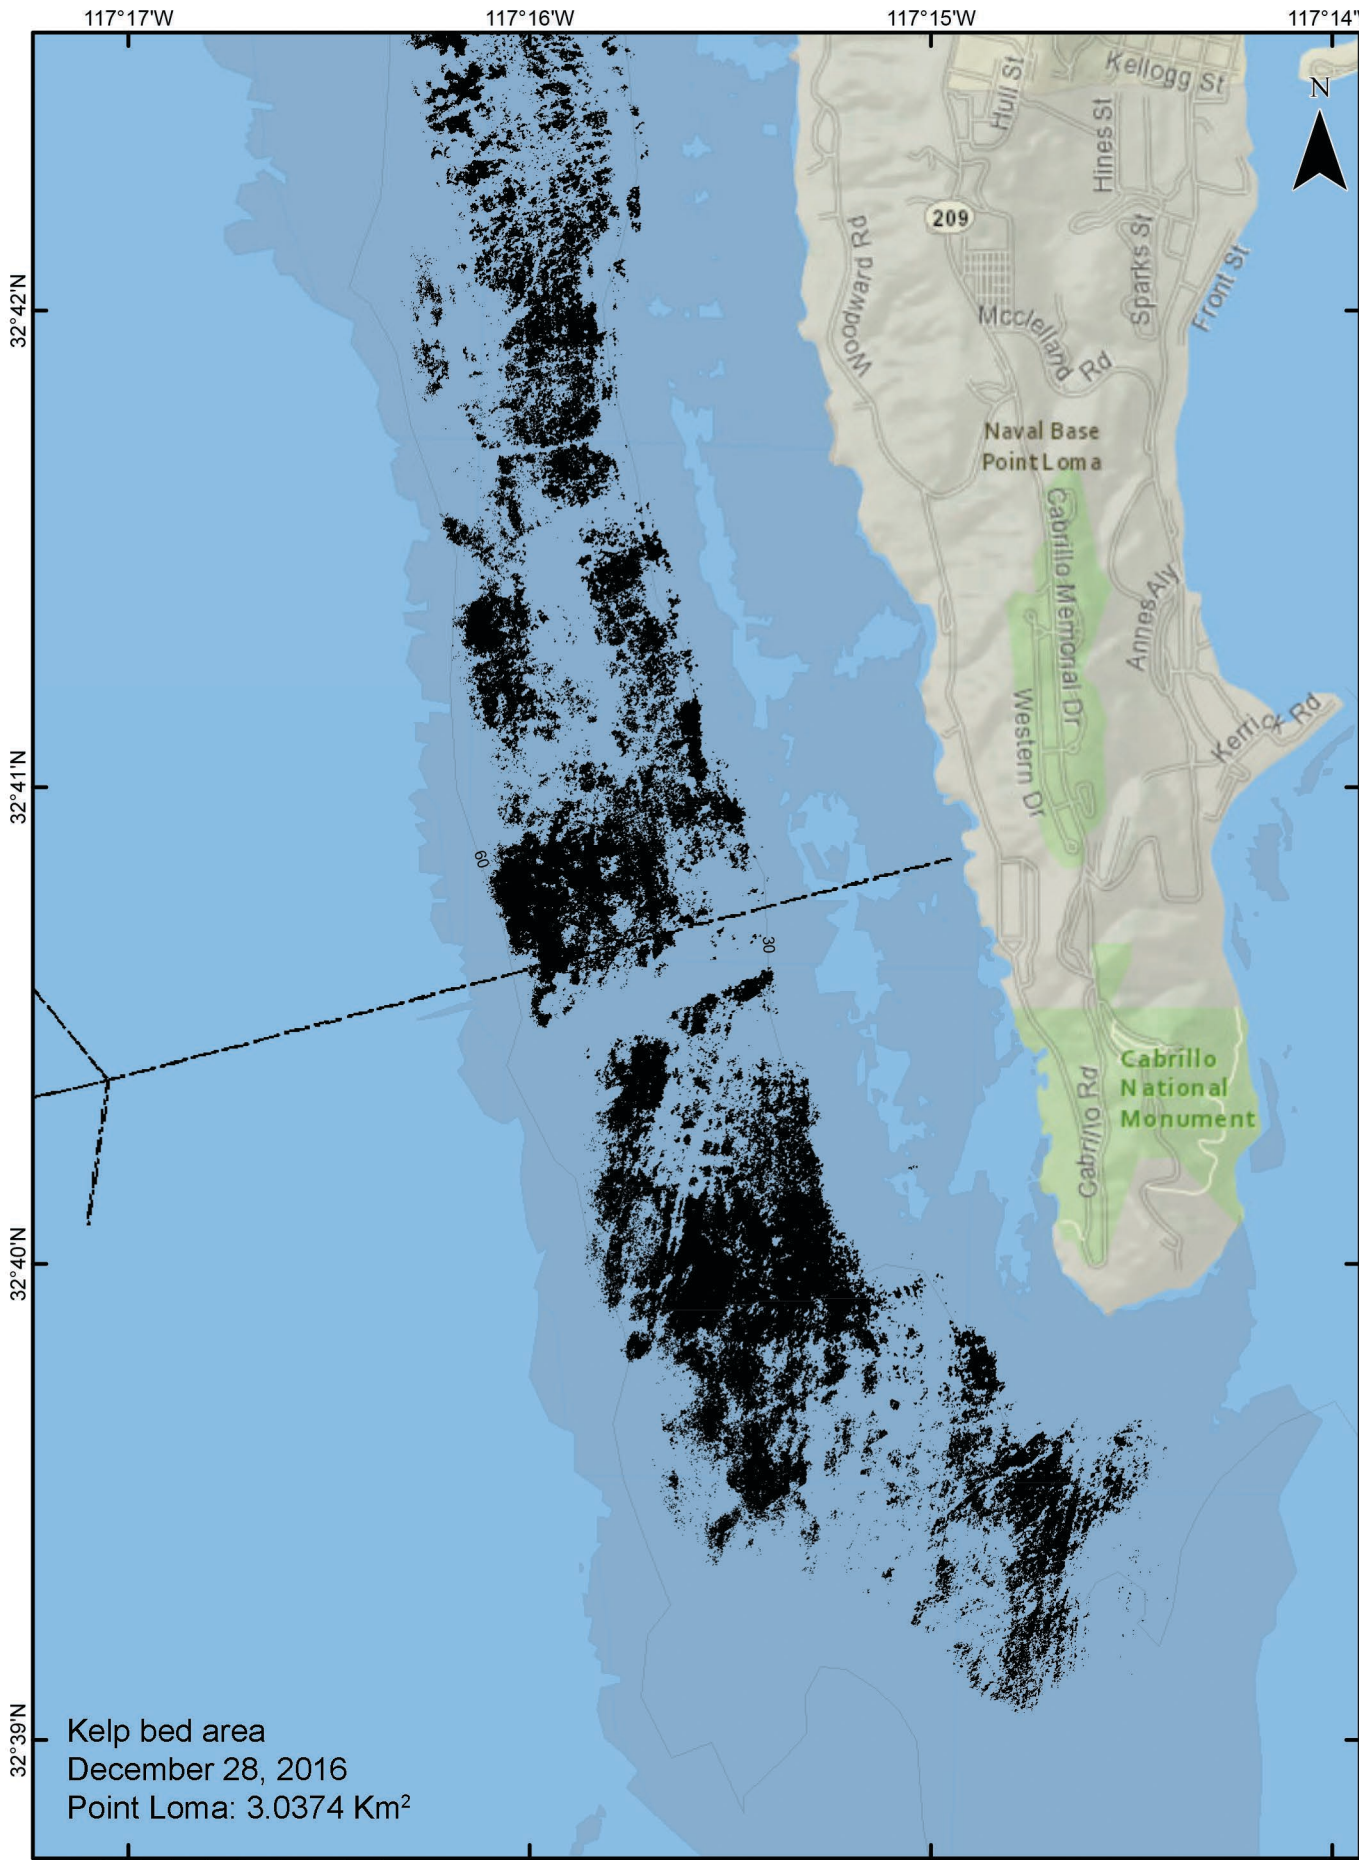 117°17'W
117°16'W
117°15'W
117°14'
N
Kellogg St
Hull St
Hines St
209
Woodward Rd
Sparks St
Front St
32°42'N
Mcclelland Rd
Naval Base
Point Loma
Cabrillo Memorial Dr
Annes Aly
Western Dr
Kerrick Rd
32°41'N
60
30
Cabrillo
National
Monument
Cabrillo Rd
32°40'N
32°39'N
Kelp bed area
December 28, 2016
Point Loma: 3.0374 Km²